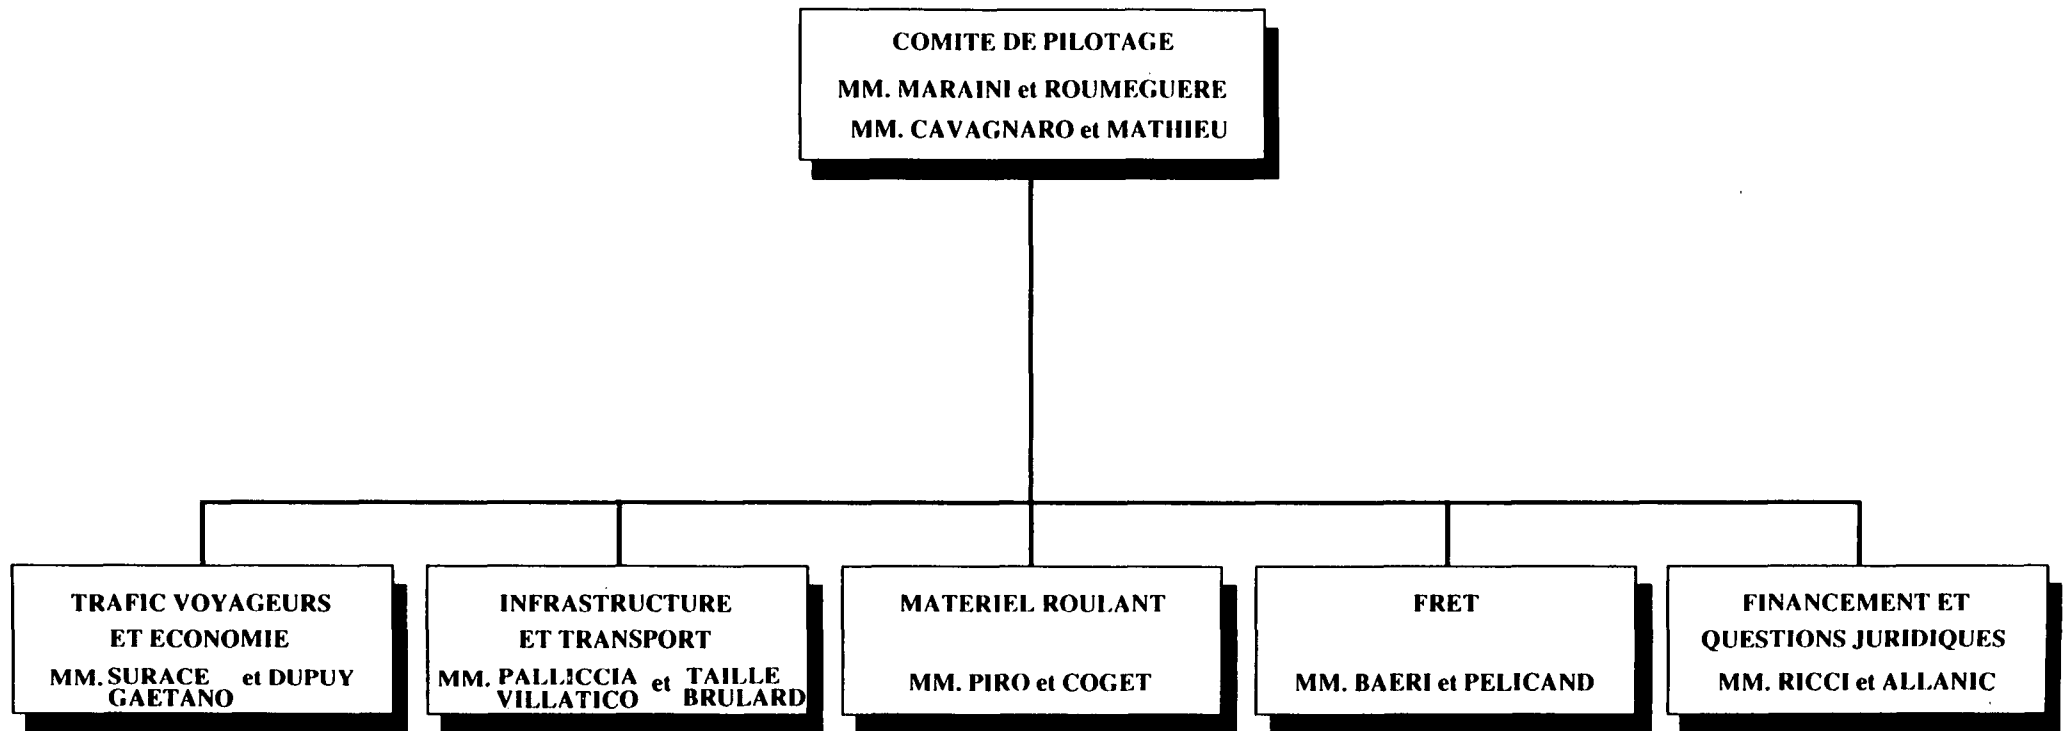 COMITE DE PILOTAGE
MM. MARAINI et ROUMEGUERE
MM. CAVAGNARO et MATHIEU
TRAFIC VOYAGEURS
ET ECONOMIE
MM. SURACE et DUPUY
GAETANO
INFRASTRUCTURE
ET TRANSPORT
MM. PALLICCIA et TAILLE
VILLATICO BRULARD
MATERIEL ROULANT
MM. PIRO et COGET
FRET
MM. BAERI et PELICAND
FINANCEMENT ET
QUESTIONS JURIDIQUES
MM. RICCI et ALLANIC